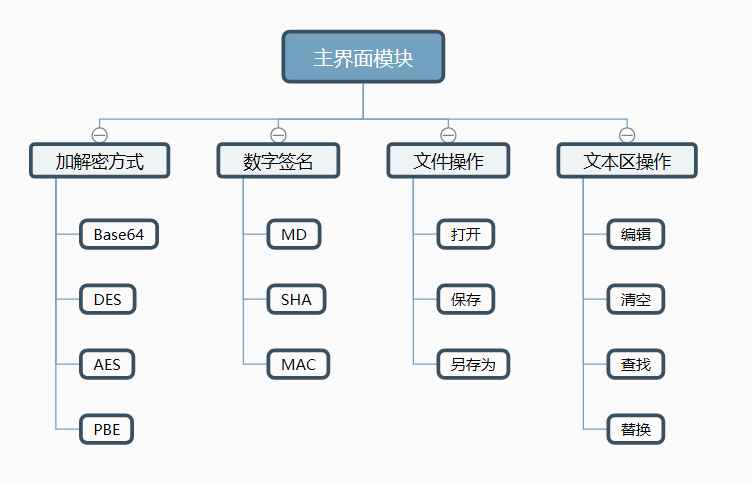 主界面模块
加解密方式
数字签名
文件操作
文本区操作
Base64
MD
打开
编辑
DES
SHA
保存
清空
AES
MAC
另存为
查找
PBE
替换